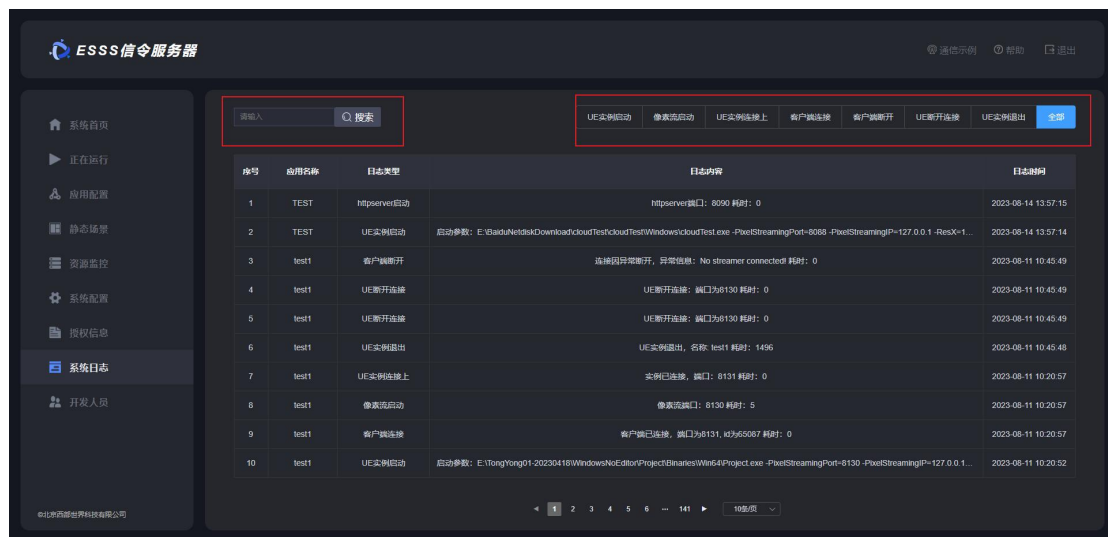 ESSS信令服务器
通信示例 帮助 退出
系统首页
正在运行
应用配置
静态场景
资源监控
系统配置
授权信息
系统日志
开发人员
©北京西部世界科技有限公司
请输入 搜索
UE实例启动 像素流启动 UE实例连接上 客户端连接 客户端断开 UE断开连接 UE实例退出 全部
序号 应用名称 日志类型 日志内容 日志时间
1 TEST httpserver启动 httpserver端口：8090 耗时：0 2023-08-14 13:57:15
2 TEST UE实例启动 启动参数：E:\BaiduNetdiskDownload\cloudTest\cloudTest\Windows\cloudTest.exe -PixelStreamingPort=8088 -PixelStreamingIP=127.0.0.1 -ResX=1... 2023-08-14 13:57:14
3 test1 客户端断开 连接因异常断开，异常信息：No streamer connected! 耗时：0 2023-08-11 10:45:49
4 test1 UE断开连接 UE断开连接：端口为8130 耗时：0 2023-08-11 10:45:49
5 test1 UE断开连接 UE断开连接：端口为8130 耗时：0 2023-08-11 10:45:49
6 test1 UE实例退出 UE实例退出，名称: test1 耗时：1496 2023-08-11 10:45:48
7 test1 UE实例连接上 实例已连接，端口：8131 耗时：0 2023-08-11 10:20:57
8 test1 像素流启动 像素流端口：8130 耗时：5 2023-08-11 10:20:57
9 test1 客户端连接 客户端已连接，端口为8131, id为65087 耗时：0 2023-08-11 10:20:57
10 test1 UE实例启动 启动参数：E:\TongYong01-20230418\WindowsNoEditor\Project\Binaries\Win64\Project.exe -PixelStreamingPort=8130 -PixelStreamingIP=127.0.0.1... 2023-08-11 10:20:52
1 2 3 4 5 6 ... 141 10条/页